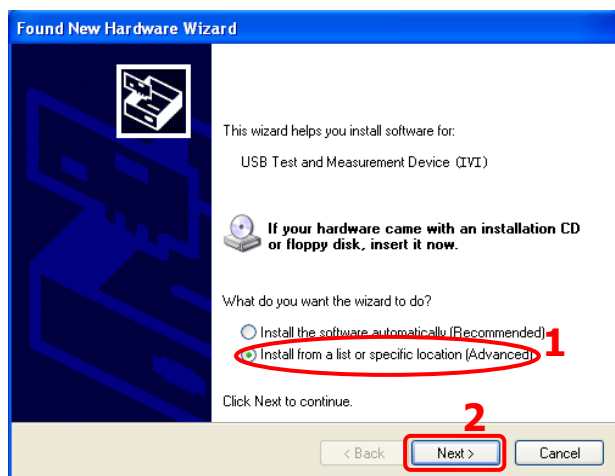 Found New Hardware Wizard
This wizard helps you install software for:
USB Test and Measurement Device (IVI)
If your hardware came with an installation CD
or floppy disk, insert it now.
What do you want the wizard to do?
Install the software automatically (Recommended)
Install from a list or specific location (Advanced)
1
Click Next to continue.
2
< Back
Next >
Cancel